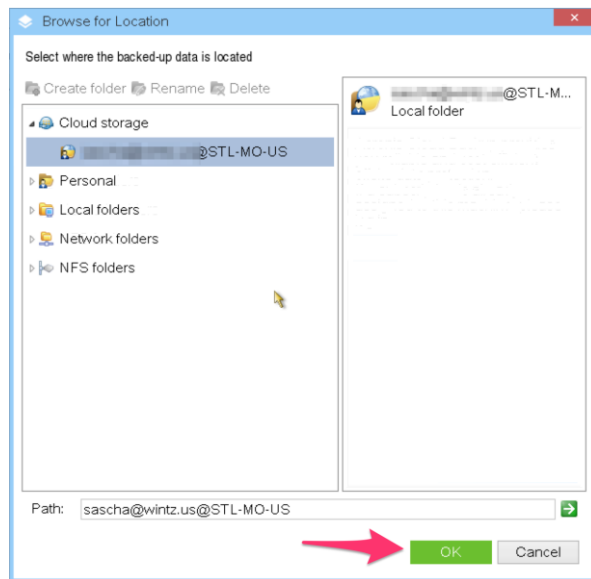 Browse for Location
Select where the backed-up data is located
Create folder Rename Delete
Cloud storage
@STL-MO-US
Personal
Local folders
Network folders
NFS folders
@STL-M...
Local folder
Path: sascha@wintz.us@STL-MO-US
OK Cancel